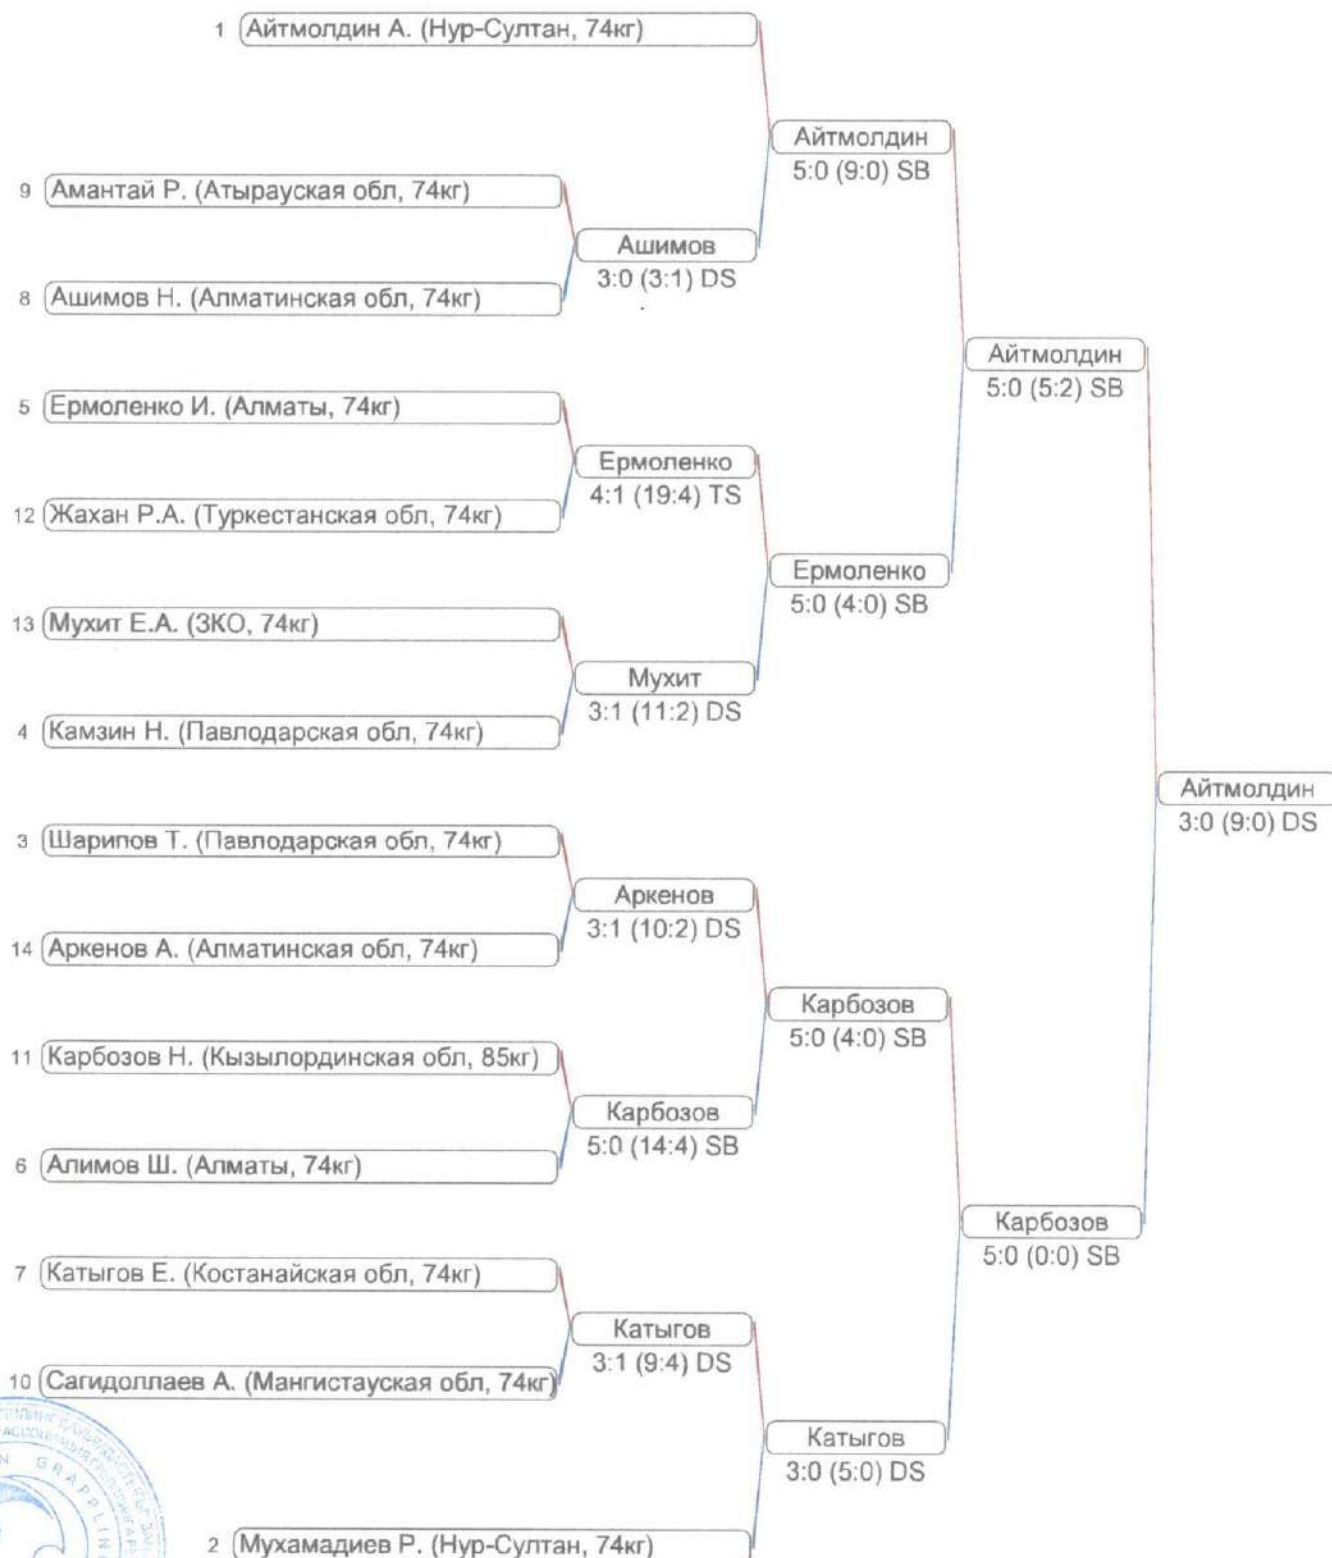 1 Айтмолдин А. (Нур-Султан, 74кг)
Айтмолдин
5:0 (9:0) SB
9 Амантай Р. (Атырауская обл, 74кг)
Ашимов
3:0 (3:1) DS
8 Ашимов Н. (Алматинская обл, 74кг)
Айтмолдин
5:0 (5:2) SB
5 Ермоленко И. (Алматы, 74кг)
Ермоленко
4:1 (19:4) TS
12 Жахан Р.А. (Туркестанская обл, 74кг)
Ермоленко
5:0 (4:0) SB
13 Мухит Е.А. (ЗКО, 74кг)
Мухит
3:1 (11:2) DS
4 Камзин Н. (Павлодарская обл, 74кг)
Айтмолдин
3:0 (9:0) DS
3 Шарипов Т. (Павлодарская обл, 74кг)
Аркенов
3:1 (10:2) DS
14 Аркенов А. (Алматинская обл, 74кг)
Карбозов
5:0 (4:0) SB
11 Карбозов Н. (Кызылординская обл, 85кг)
Карбозов
5:0 (14:4) SB
6 Алимов Ш. (Алматы, 74кг)
Карбозов
5:0 (0:0) SB
7 Катыгов Е. (Костанайская обл, 74кг)
Катыгов
3:1 (9:4) DS
10 Сагидоллаев А. (Мангистауская обл, 74кг)
Катыгов
3:0 (5:0) DS
2 Мухамадиев Р. (Нур-Султан, 74кг)